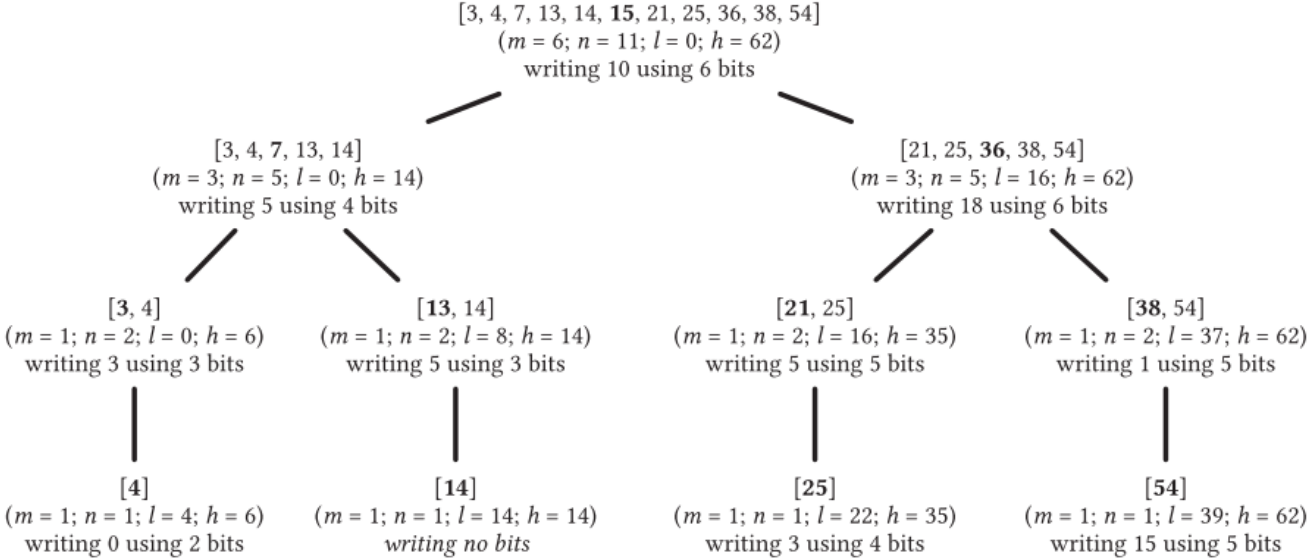 [3, 4, 7, 13, 14, 15, 21, 25, 36, 38, 54]
(m = 6; n = 11; l = 0; h = 62)
writing 10 using 6 bits
[3, 4, 7, 13, 14]
(m = 3; n = 5; l = 0; h = 14)
writing 5 using 4 bits
[21, 25, 36, 38, 54]
(m = 3; n = 5; l = 16; h = 62)
writing 18 using 6 bits
[3, 4]
(m = 1; n = 2; l = 0; h = 6)
writing 3 using 3 bits
[13, 14]
(m = 1; n = 2; l = 8; h = 14)
writing 5 using 3 bits
[21, 25]
(m = 1; n = 2; l = 16; h = 35)
writing 5 using 5 bits
[38, 54]
(m = 1; n = 2; l = 37; h = 62)
writing 1 using 5 bits
[4]
(m = 1; n = 1; l = 4; h = 6)
writing 0 using 2 bits
[14]
(m = 1; n = 1; l = 14; h = 14)
writing no bits
[25]
(m = 1; n = 1; l = 22; h = 35)
writing 3 using 4 bits
[54]
(m = 1; n = 1; l = 39; h = 62)
writing 15 using 5 bits